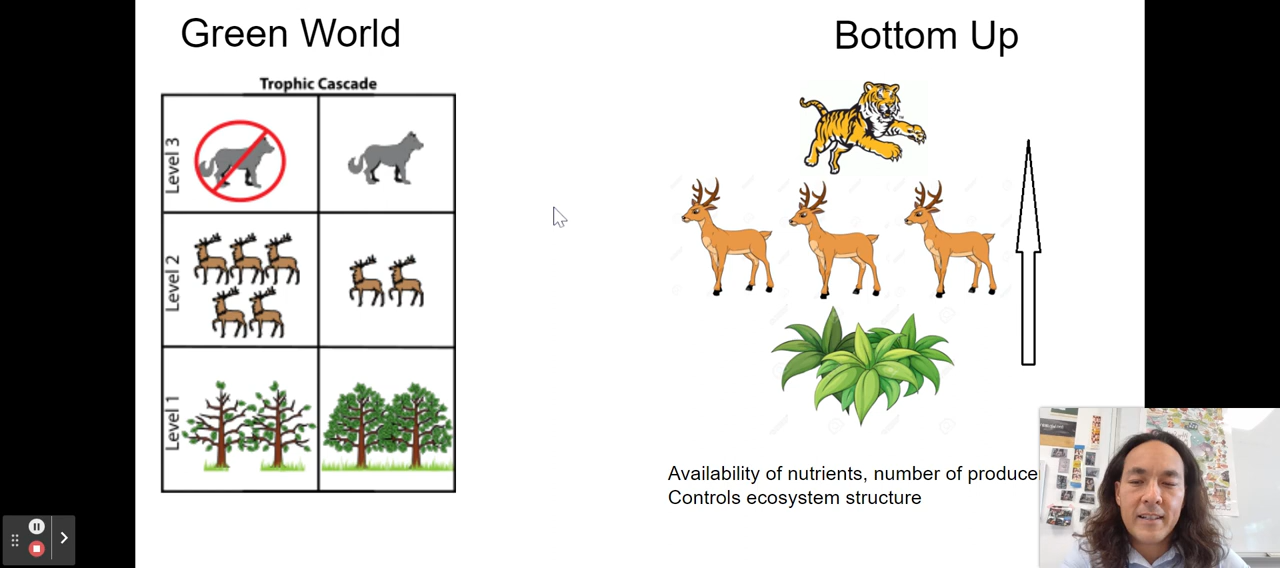 Green World
Trophic Cascade
Level 3
Level 2
Level 1
Bottom Up
Availability of nutrients, number of produce
Controls ecosystem structure